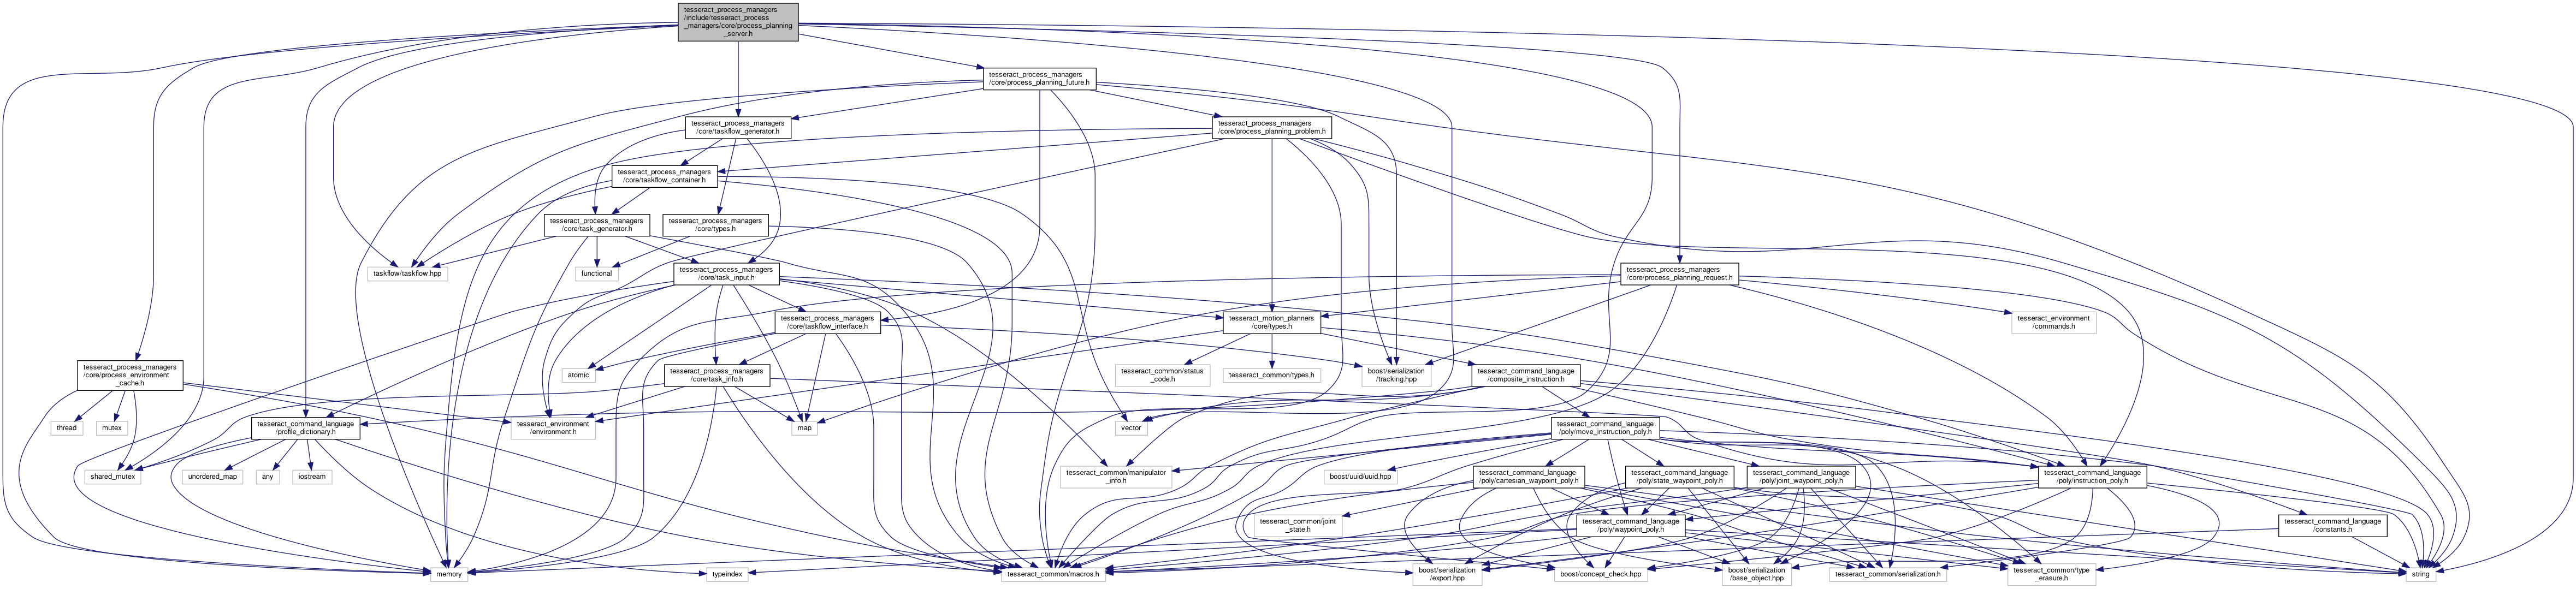 tesseract_process_managers
/include/tesseract_process
_managers/core/process_planning
_server.h
tesseract_process_managers
/core/process_planning_future.h
tesseract_process_managers
/core/taskflow_generator.h
tesseract_process_managers
/core/process_planning_problem.h
tesseract_process_managers
/core/taskflow_container.h
tesseract_process_managers
/core/task_generator.h
tesseract_process_managers
/core/types.h
taskflow/taskflow.hpp
functional
tesseract_process_managers
/core/task_input.h
tesseract_process_managers
/core/process_planning_request.h
tesseract_process_managers
/core/taskflow_interface.h
tesseract_motion_planners
/core/types.h
tesseract_environment
/commands.h
tesseract_process_managers
/core/process_environment
_cache.h
atomic
tesseract_process_managers
/core/task_info.h
tesseract_common/status
_code.h
tesseract_common/types.h
boost/serialization
/tracking.hpp
tesseract_command_language
/composite_instruction.h
thread
mutex
tesseract_command_language
/profile_dictionary.h
tesseract_environment
/environment.h
map
vector
tesseract_command_language
/poly/move_instruction_poly.h
shared_mutex
unordered_map
any
iostream
tesseract_common/manipulator
_info.h
boost/uuid/uuid.hpp
tesseract_command_language
/poly/cartesian_waypoint_poly.h
tesseract_command_language
/poly/state_waypoint_poly.h
tesseract_command_language
/poly/joint_waypoint_poly.h
tesseract_command_language
/poly/instruction_poly.h
tesseract_common/joint
_state.h
tesseract_command_language
/poly/waypoint_poly.h
tesseract_command_language
/constants.h
memory
typeindex
tesseract_common/macros.h
boost/serialization
/export.hpp
boost/concept_check.hpp
boost/serialization
/base_object.hpp
tesseract_common/serialization.h
tesseract_common/type
_erasure.h
string